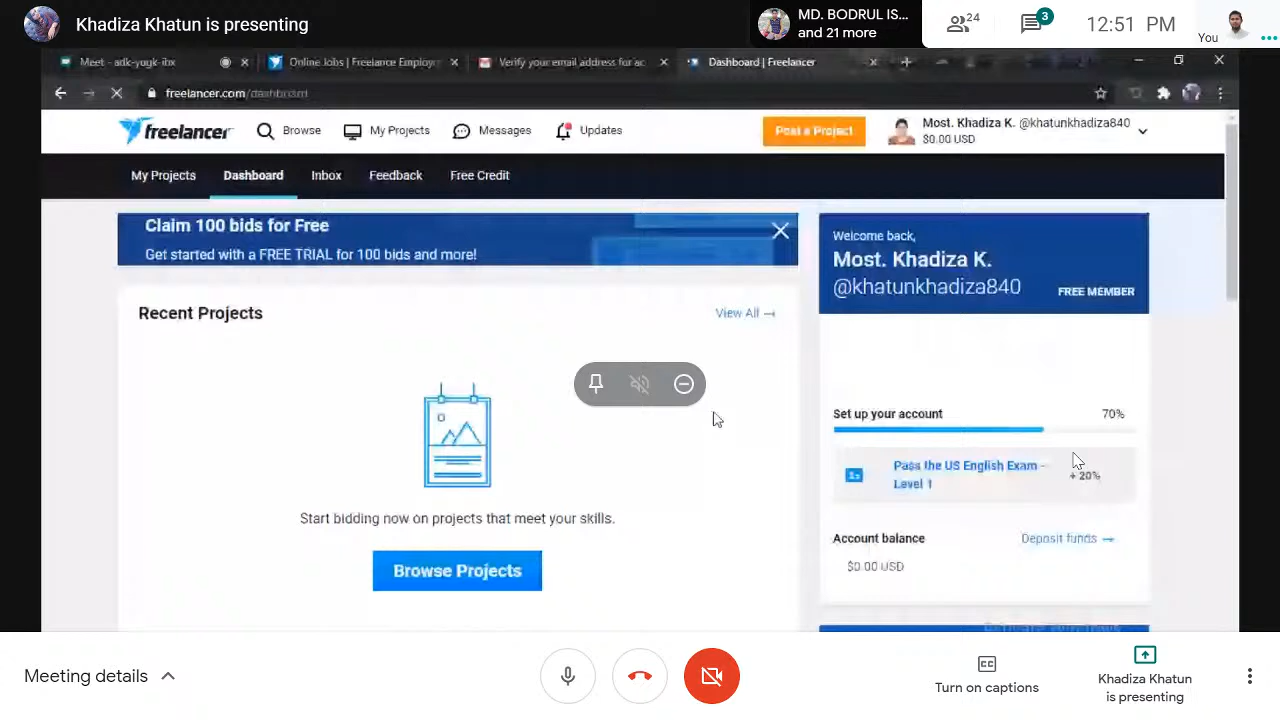 Khadiza Khatun is presenting
MD. BODRUL IS...
and 21 more
24
3
12:51 PM
You
Meet - adk-yugk-ihx
Online Jobs | Freelance Employ
Verify your email address for ac
Dashboard | Freelancer
freelancer.com/dashboard
freelancer
Browse
My Projects
Messages
Updates
Post a Project
Most. Khadiza K. @khatunkhadiza840
$0.00 USD
My Projects
Dashboard
Inbox
Feedback
Free Credit
Claim 100 bids for Free
Get started with a FREE TRIAL for 100 bids and more!
Welcome back,
Most. Khadiza K.
@khatunkhadiza840
FREE MEMBER
Recent Projects
View All →
Set up your account
70%
Pass the US English Exam -
Level 1
+ 20%
Start bidding now on projects that meet your skills.
Browse Projects
Account balance
Deposit funds →
$0.00 USD
Meeting details
CC
Turn on captions
Khadiza Khatun
is presenting